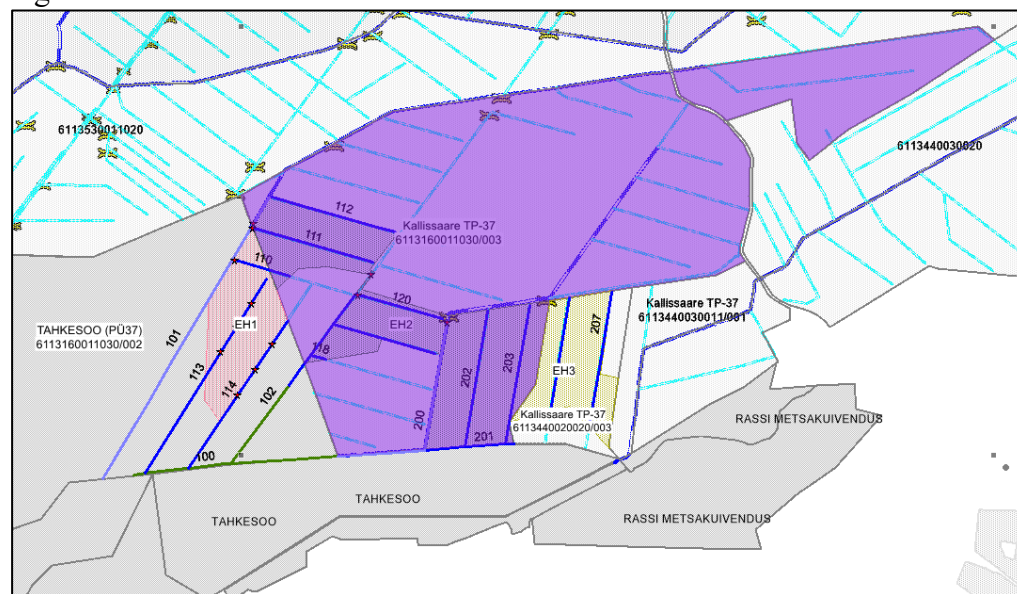 6113530011020
6113440030020
112
Kallissaare TP-37
6113160011030/003
111
110
120
Kallissaare TP-37
6113440030011/001
TAHKESOO (PÜ37)
6113160011030/002
101
EH1
EH2
207
118
203
202
EH3
113
114
102
200
201
Kallissaare TP-37
6113440020020/003
100
TAHKESOO
TAHKESOO
RASSI METSAKUIVENDUS
RASSI METSAKUIVENDUS